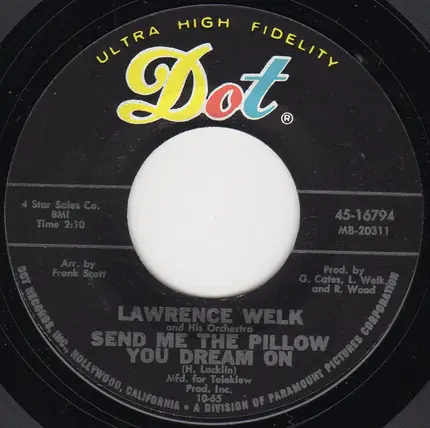 ULTRA HIGH FIDELITY
Dot
®
4 Star Sales Co.
BMI
Time 2:10
45-16794
MB-20311
Arr. by
Frank Scott
Prod. by
G. Cates, L. Welk,
and R. Wood
LAWRENCE WELK
and His Orchestra
SEND ME THE PILLOW
YOU DREAM ON
(H. Locklin)
Mfd. for Teleklew
Prod. Inc.
10-65
DOT RECORDS, INC., HOLLYWOOD, CALIFORNIA • A DIVISION OF PARAMOUNT PICTURES CORPORATION